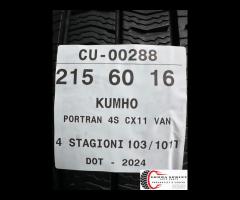 CU-00288
215 60 16
KUMHO
PORTRAN 4S CX11 VAN
4 STAGIONI 103/101T
DOT - 2024